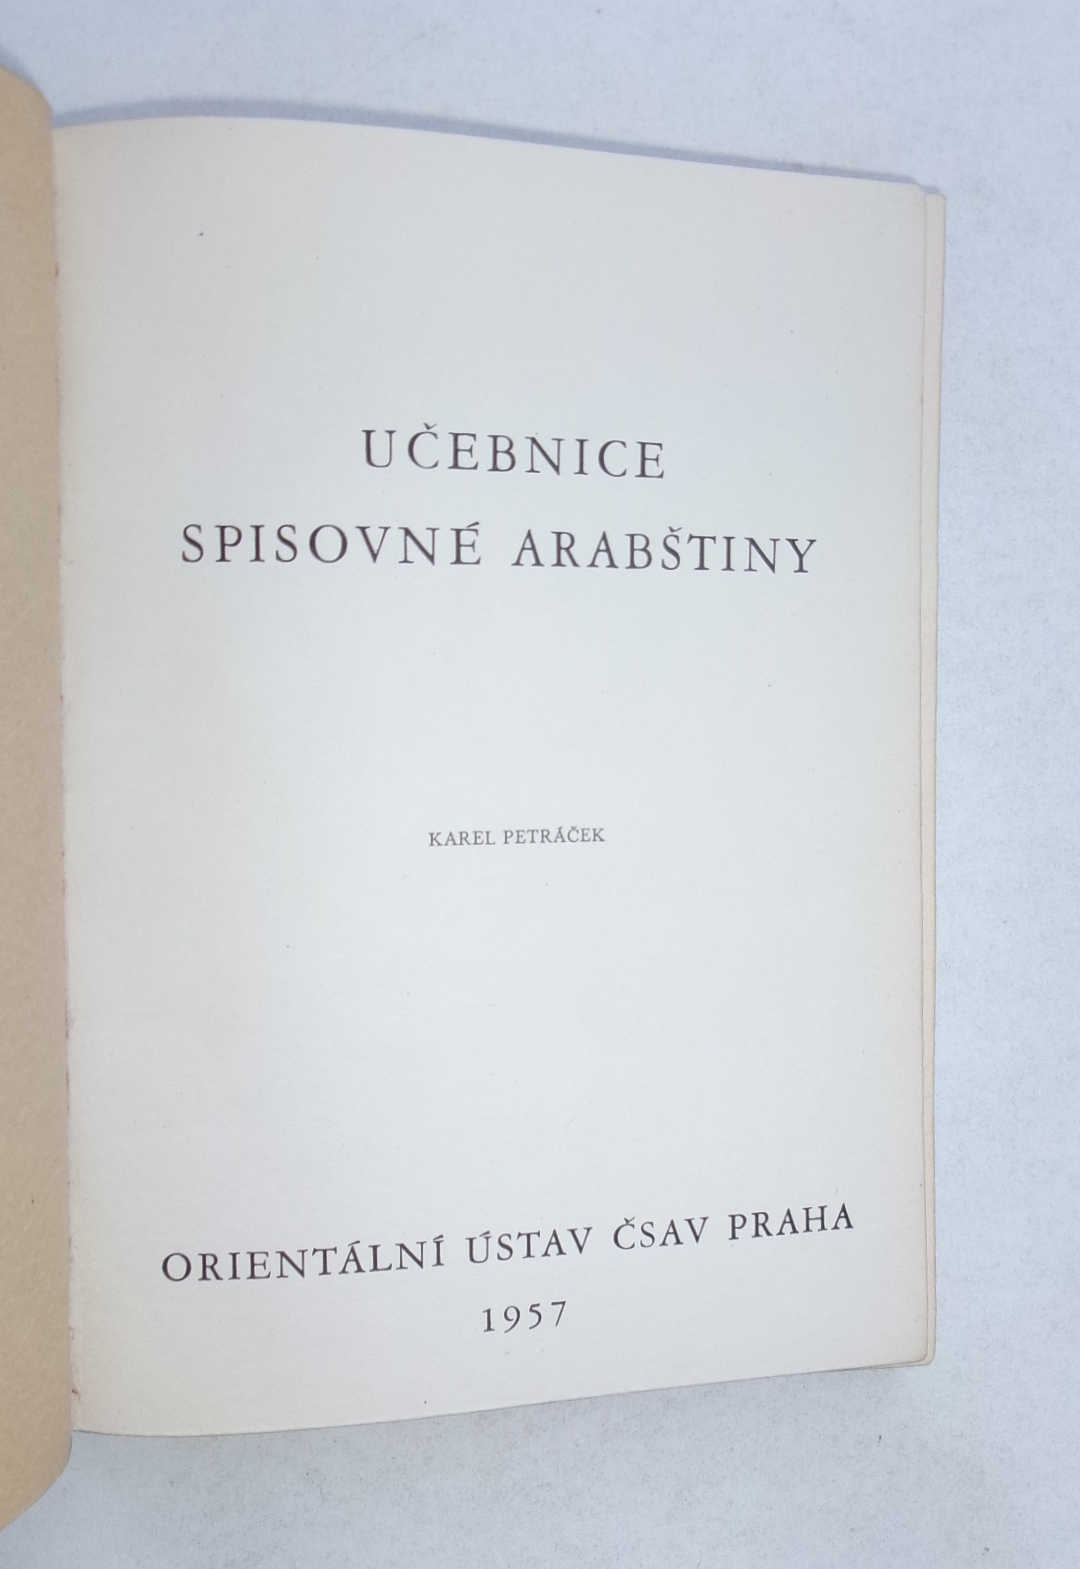 UČEBNICE
SPISOVNÉ ARABŠTINY
KAREL PETRÁČEK
ORIENTÁLNÍ ÚSTAV ČSAV PRAHA
1957